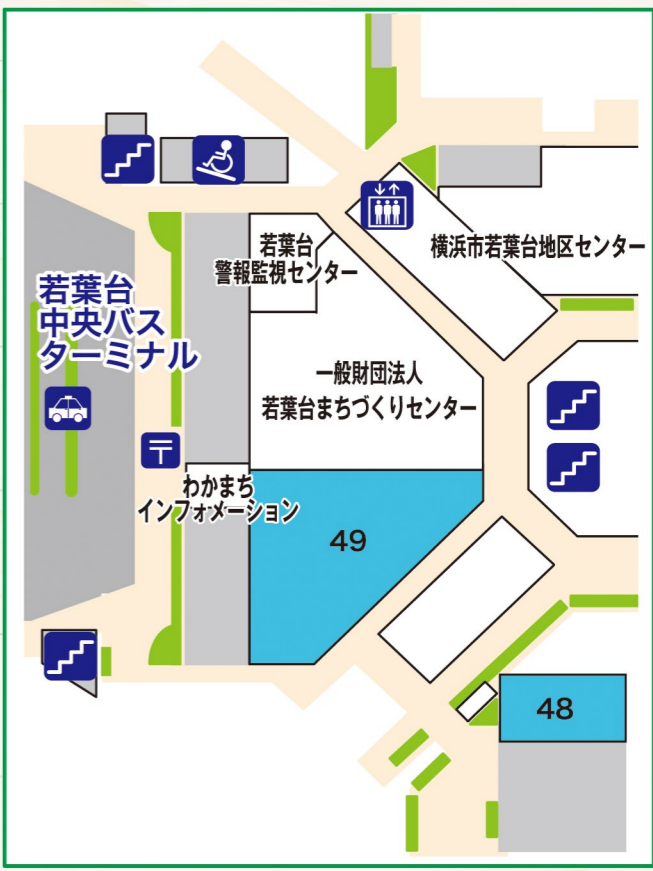 若葉台
警報監視センター
横浜市若葉台地区センター
若葉台
中央バス
ターミナル
一般財団法人
若葉台まちづくりセンター
〒
わかまち
インフォメーション
49
48